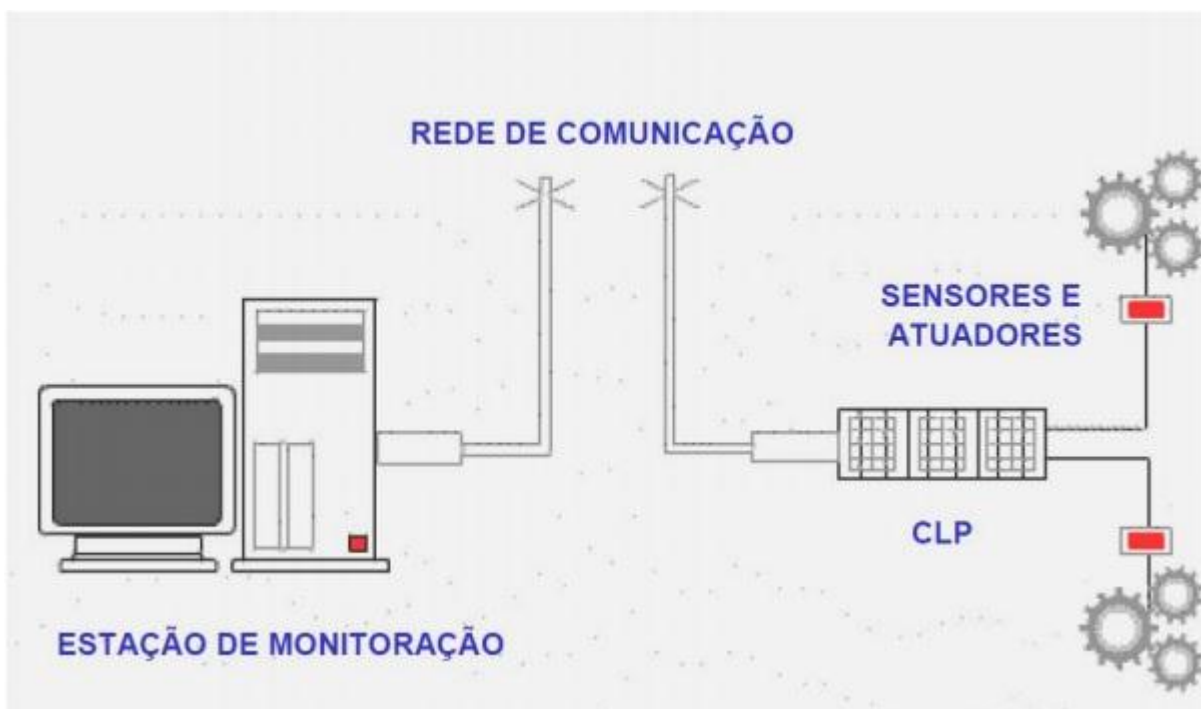 REDE DE COMUNICAÇÃO
SENSORES E
ATUADORES
CLP
ESTAÇÃO DE MONITORAÇÃO